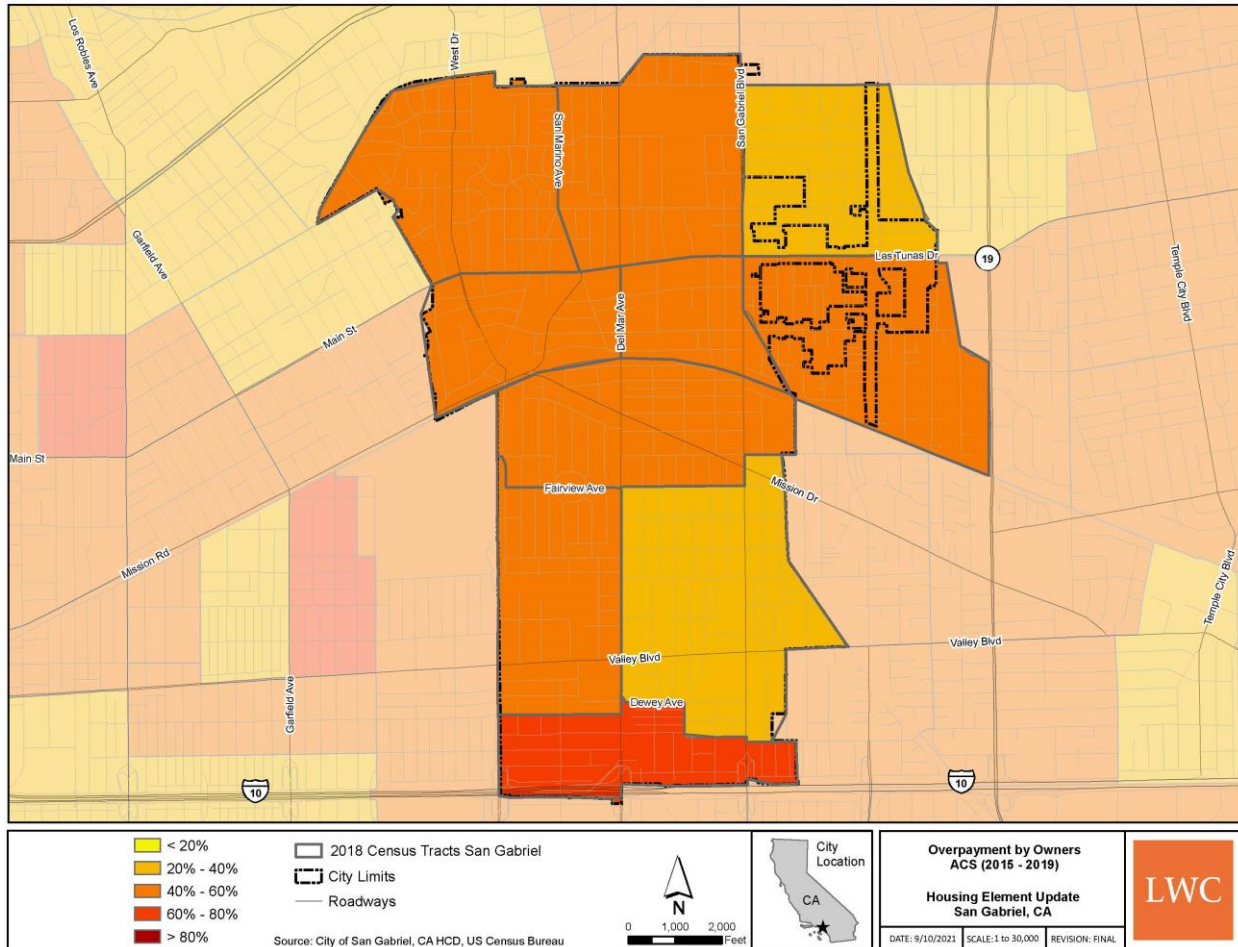 Los Robles Ave
West Dr
San Marino Ave
San Gabriel Blvd
Garfield Ave
Las Tunas Dr
19
Temple City Blvd
Main St
Del Mar Ave
Main St
Fairview Ave
Mission Dr
Mission Rd
Temple City Blvd
Valley Blvd
Valley Blvd
Garfield Ave
Dewey Ave
10
10
< 20%
20% - 40%
40% - 60%
60% - 80%
> 80%
2018 Census Tracts San Gabriel
City Limits
Roadways
Source: City of San Gabriel, CA HCD, US Census Bureau
N
0 1,000 2,000
Feet
City
Location
CA
Overpayment by Owners
ACS (2015 - 2019)
Housing Element Update
San Gabriel, CA
DATE: 9/10/2021
SCALE:1 to 30,000
REVISION: FINAL
LWC